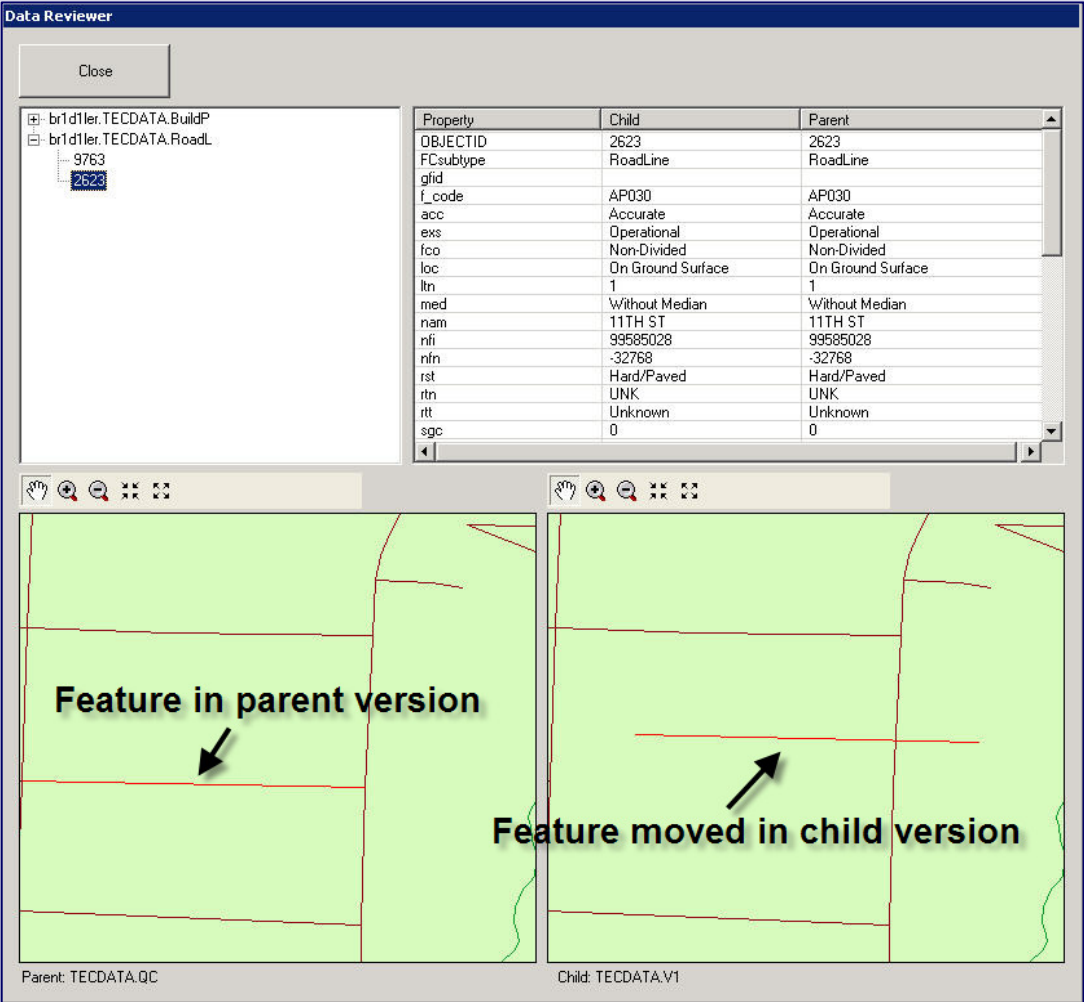 Data Reviewer
Close
br1d1ler.TECDATA.BuildP
br1d1ler.TECDATA.RoadL
9763
2623
Property Child Parent
OBJECTID 2623 2623
FCsubtype RoadLine RoadLine
gfid
f_code AP030 AP030
acc Accurate Accurate
exs Operational Operational
fco Non-Divided Non-Divided
loc On Ground Surface On Ground Surface
ltn 1 1
med Without Median Without Median
nam 11TH ST 11TH ST
nfi 99585028 99585028
nfn -32768 -32768
rst Hard/Paved Hard/Paved
rtn UNK UNK
rtt Unknown Unknown
sgc 0 0
Feature in parent version
Feature moved in child version
Parent: TECDATA.QC
Child: TECDATA.V1